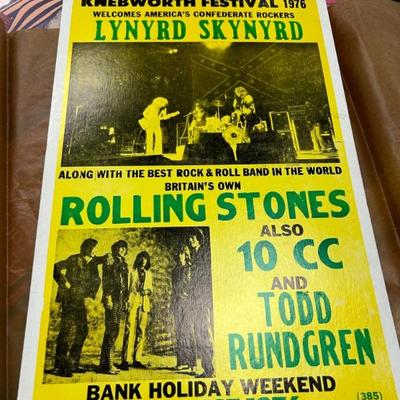 KNEBWORTH FESTIVAL 1976
WELCOMES AMERICA'S CONFEDERATE ROCKERS
LYNYRD SKYNYRD
ALONG WITH THE BEST ROCK & ROLL BAND IN THE WORLD
BRITAIN'S OWN
ROLLING STONES
ALSO
10 CC
AND
TODD
RUNDGREN
BANK HOLIDAY WEEKEND
(385)